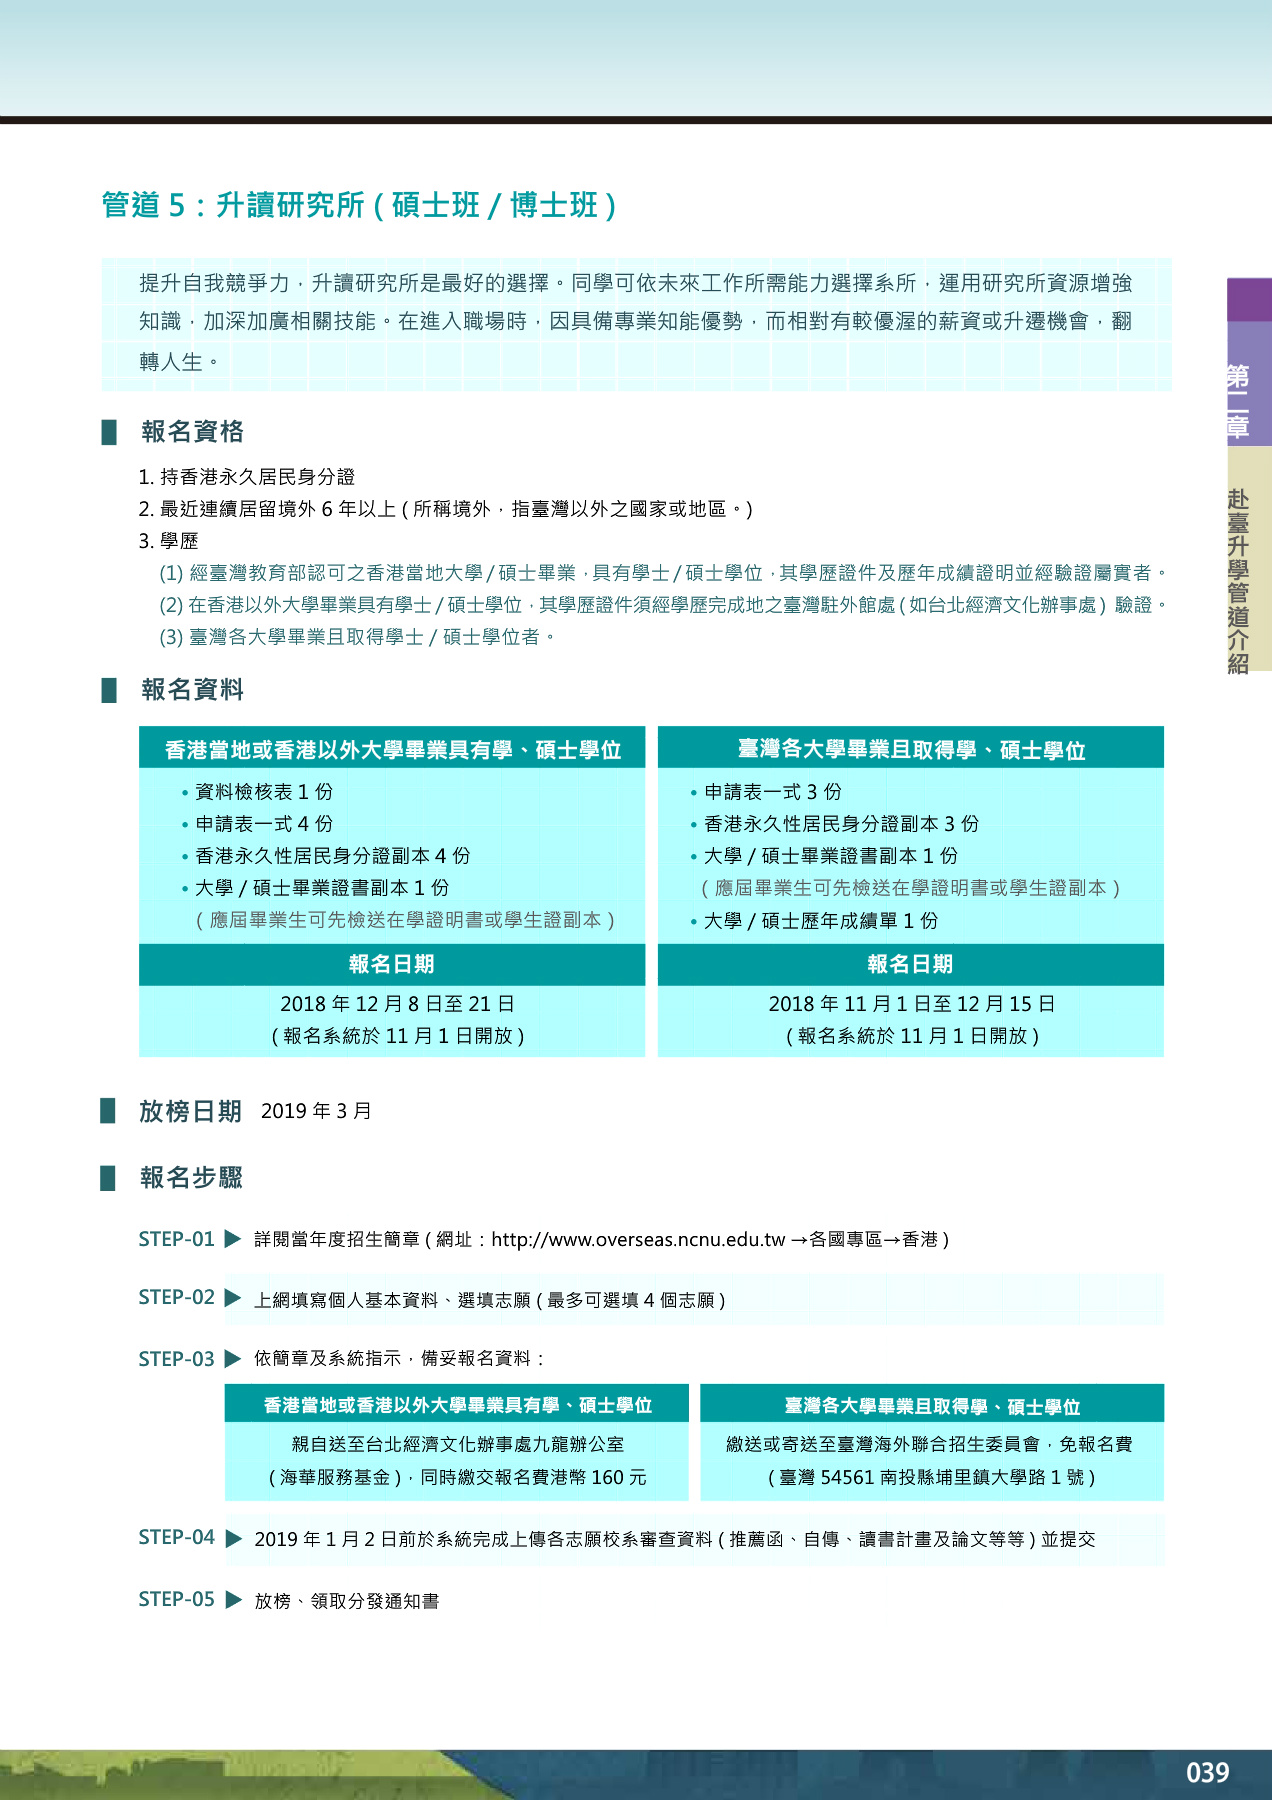 管道 5：升讀研究所 ( 碩士班 / 博士班 )
提升自我競爭力，升讀研究所是最好的選擇。同學可依未來工作所需能力選擇系所，運用研究所資源增強
知識，加深加廣相關技能。在進入職場時，因具備專業知能優勢，而相對有較優渥的薪資或升遷機會，翻
轉人生。
報名資格
1. 持香港永久居民身分證
2. 最近連續居留境外 6 年以上 ( 所稱境外，指臺灣以外之國家或地區。)
3. 學歷
(1) 經臺灣教育部認可之香港當地大學 / 碩士畢業，具有學士 / 碩士學位，其學歷證件及歷年成績證明並經驗證屬實者。
(2) 在香港以外大學畢業具有學士 / 碩士學位，其學歷證件須經學歷完成地之臺灣駐外館處 ( 如台北經濟文化辦事處 ) 驗證。
(3) 臺灣各大學畢業且取得學士 / 碩士學位者。
報名資料
香港當地或香港以外大學畢業具有學、碩士學位
• 資料檢核表 1 份
• 申請表一式 4 份
• 香港永久性居民身分證副本 4 份
• 大學 / 碩士畢業證書副本 1 份
( 應屆畢業生可先檢送在學證明書或學生證副本 )
報名日期
2018 年 12 月 8 日至 21 日
( 報名系統於 11 月 1 日開放 )
臺灣各大學畢業且取得學、碩士學位
• 申請表一式 3 份
• 香港永久性居民身分證副本 3 份
• 大學 / 碩士畢業證書副本 1 份
( 應屆畢業生可先檢送在學證明書或學生證副本 )
• 大學 / 碩士歷年成績單 1 份
報名日期
2018 年 11 月 1 日至 12 月 15 日
( 報名系統於 11 月 1 日開放 )
放榜日期 2019 年 3 月
報名步驟
STEP-01 ▶ 詳閱當年度招生簡章 ( 網址：http://www.overseas.ncnu.edu.tw →各國專區→香港 )
STEP-02 ▶ 上網填寫個人基本資料、選填志願 ( 最多可選填 4 個志願 )
STEP-03 ▶ 依簡章及系統指示，備妥報名資料：
香港當地或香港以外大學畢業具有學、碩士學位
親自送至台北經濟文化辦事處九龍辦公室
( 海華服務基金 )，同時繳交報名費港幣 160 元
臺灣各大學畢業且取得學、碩士學位
繳送或寄送至臺灣海外聯合招生委員會，免報名費
( 臺灣 54561 南投縣埔里鎮大學路 1 號 )
STEP-04 ▶ 2019 年 1 月 2 日前於系統完成上傳各志願校系審查資料 ( 推薦函、自傳、讀書計畫及論文等等 ) 並提交
STEP-05 ▶ 放榜、領取分發通知書
第二章
赴臺升學管道介紹
039